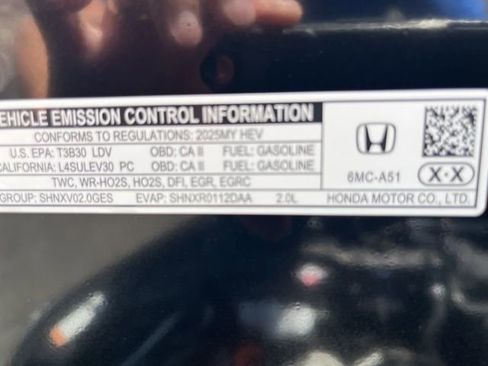 VEHICLE EMISSION CONTROL INFORMATION
CONFORMS TO REGULATIONS: 2025MY HEV
U.S. EPA: T3B30 LDV OBD: CA II FUEL: GASOLINE
CALIFORNIA: L4SULEV30 PC OBD: CA II FUEL: GASOLINE
TWC, WR-HO2S, HO2S, DFI, EGR, EGRC
GROUP: SHNXV02.0GES EVAP: SHNXR0112DAA 2.0L
6MC-A51
X·X
HONDA MOTOR CO., LTD.